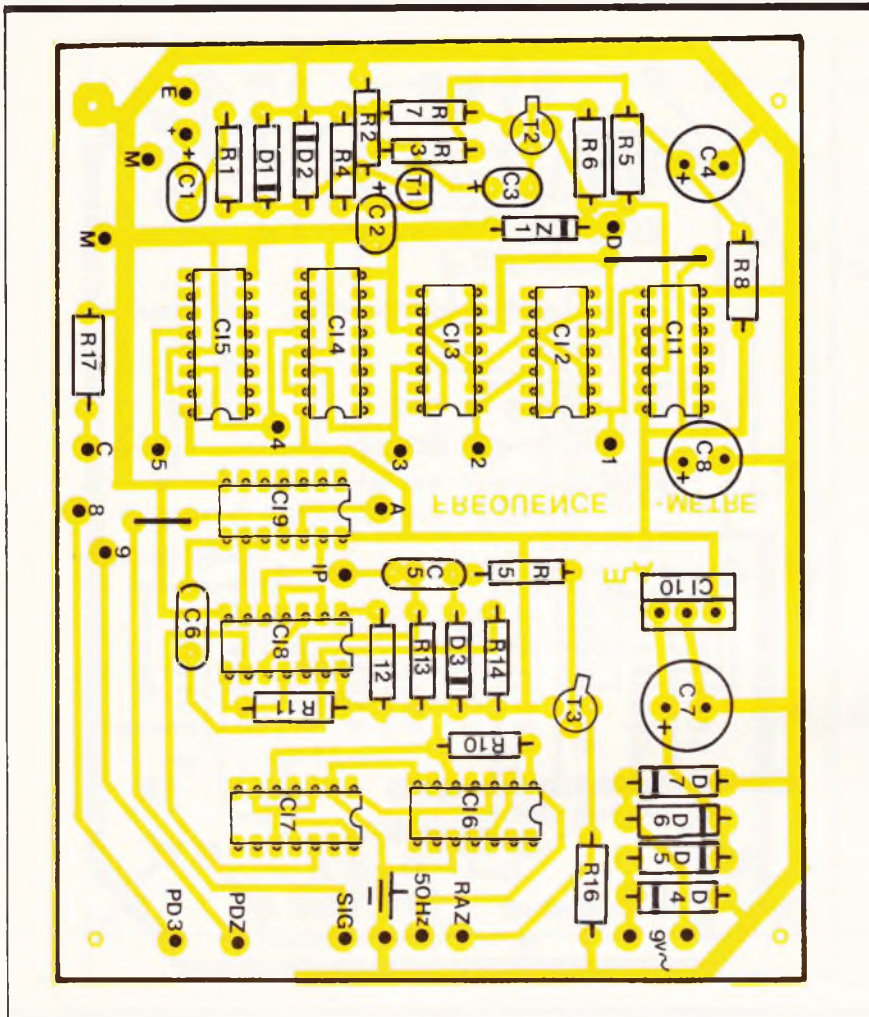 E
+
M
R1
D1
D2
R4
R2
R7
R3
T2
R6
R5
C4
+
+
C1
+
C2
T1
+
C3
M
Z1
D
R8
R17
CI5
CI4
CI3
CI2
CI1
C
5
4
3
2
1
C8
+
8
9
CI9
A
FREQUENCE-METRE
IP
C5
R5
CI10
C6
CI8
12
R13
D3
R14
R11
T3
C7
+
R10
CI7
CI6
D7
D6
D5
D4
R16
PD3
PDZ
SIG
50Hz
RAZ
9v~